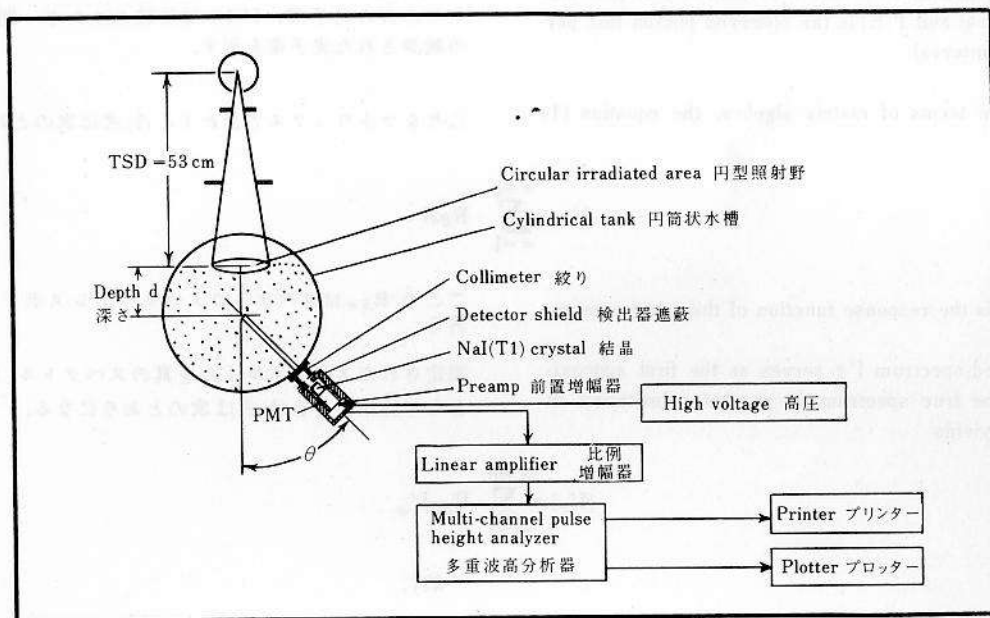 TSD=53 cm
Circular irradiated area 円型照射野
Cylindrical tank 円筒状水槽
Depth d
深さ
Collimeter 絞り
Detector shield 検出器遮蔽
NaI(T1) crystal 結晶
Preamp 前置増幅器
PMT
High voltage 高圧
θ
Linear amplifier 比例
増幅器
Multi-channel pulse
height analyzer
多重波高分析器
Printer プリンター
Plotter プロッター